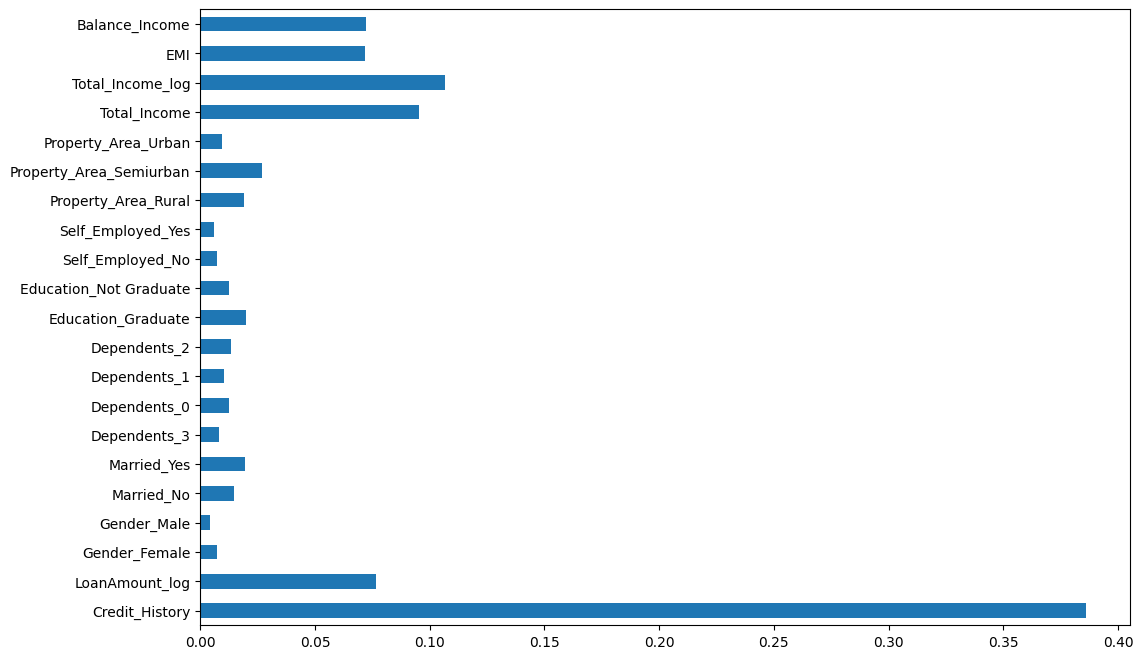 Balance_Income
EMI
Total_Income_log
Total_Income
Property_Area_Urban
Property_Area_Semiurban
Property_Area_Rural
Self_Employed_Yes
Self_Employed_No
Education_Not Graduate
Education_Graduate
Dependents_2
Dependents_1
Dependents_0
Dependents_3
Married_Yes
Married_No
Gender_Male
Gender_Female
LoanAmount_log
Credit_History
0.00 0.05 0.10 0.15 0.20 0.25 0.30 0.35 0.40